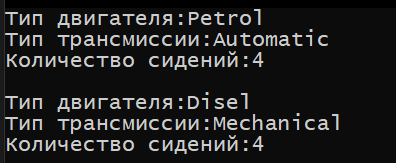 Тип двигателя:Petrol
Тип трансмиссии:Automatic
Количество сидений:4
Тип двигателя:Disel
Тип трансмиссии:Mechanical
Количество сидений:4